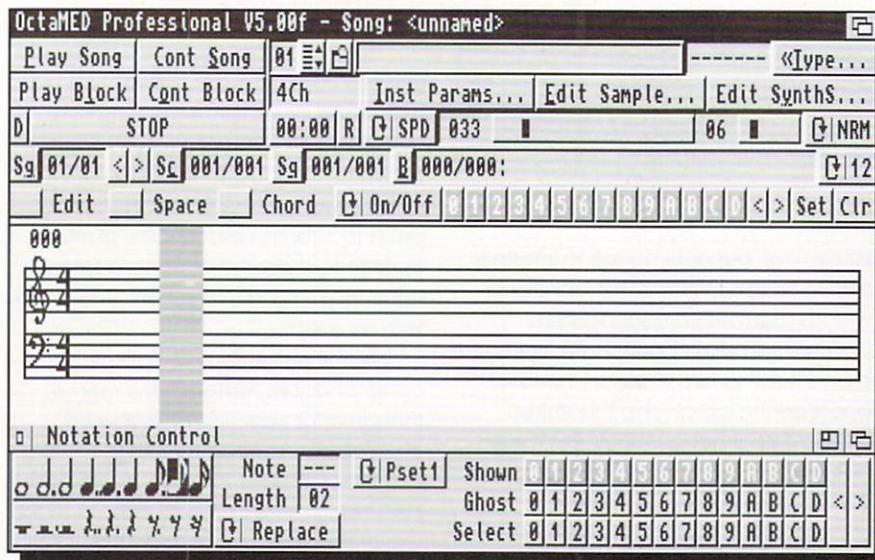 OctaMED Professional V5.00f - Song: <unnamed>
Play Song Cont Song 01 ------- «Type...
Play Block Cont Block 4Ch Inst Params... Edit Sample... Edit SynthS...
D STOP 00:00 R SPD 033 06 NRM
Sg 01/01 < > Sc 001/001 Sq 001/001 B 000/000: 12
Edit Space Chord On/Off 0 1 2 3 4 5 6 7 8 9 A B C D < > Set Clr
000
Notation Control
Note --- Pset1 Shown 0 1 2 3 4 5 6 7 8 9 A B C D
Length 02 Ghost 0 1 2 3 4 5 6 7 8 9 A B C D < >
Replace Select 0 1 2 3 4 5 6 7 8 9 A B C D